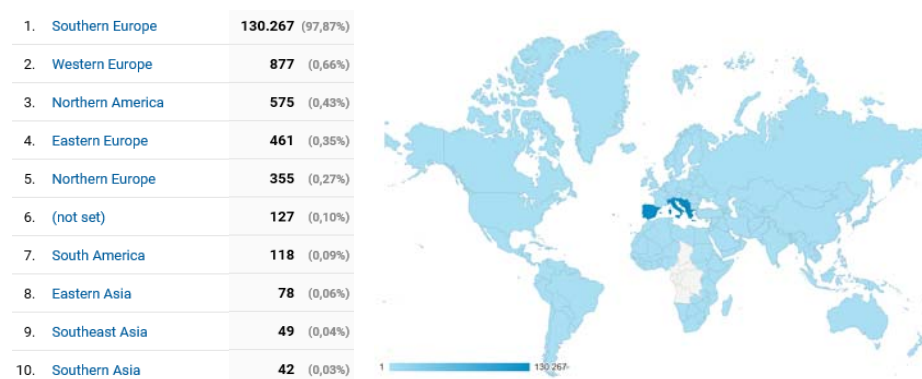 1. Southern Europe 130.267 (97,87%)
2. Western Europe 877 (0,66%)
3. Northern America 575 (0,43%)
4. Eastern Europe 461 (0,35%)
5. Northern Europe 355 (0,27%)
6. (not set) 127 (0,10%)
7. South America 118 (0,09%)
8. Eastern Asia 78 (0,06%)
9. Southeast Asia 49 (0,04%)
10. Southern Asia 42 (0,03%)
1 130.267